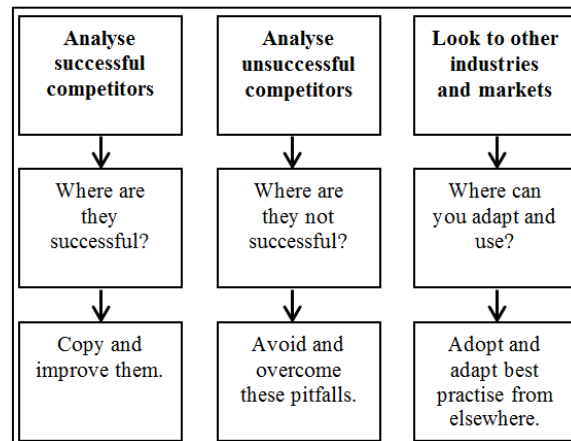 Analyse
successful
competitors
Analyse
unsuccessful
competitors
Look to other
industries
and markets
Where are
they
successful?
Where are
they not
successful?
Where can
you adapt and
use?
Copy and
improve them.
Avoid and
overcome
these pitfalls.
Adopt and
adapt best
practise from
elsewhere.